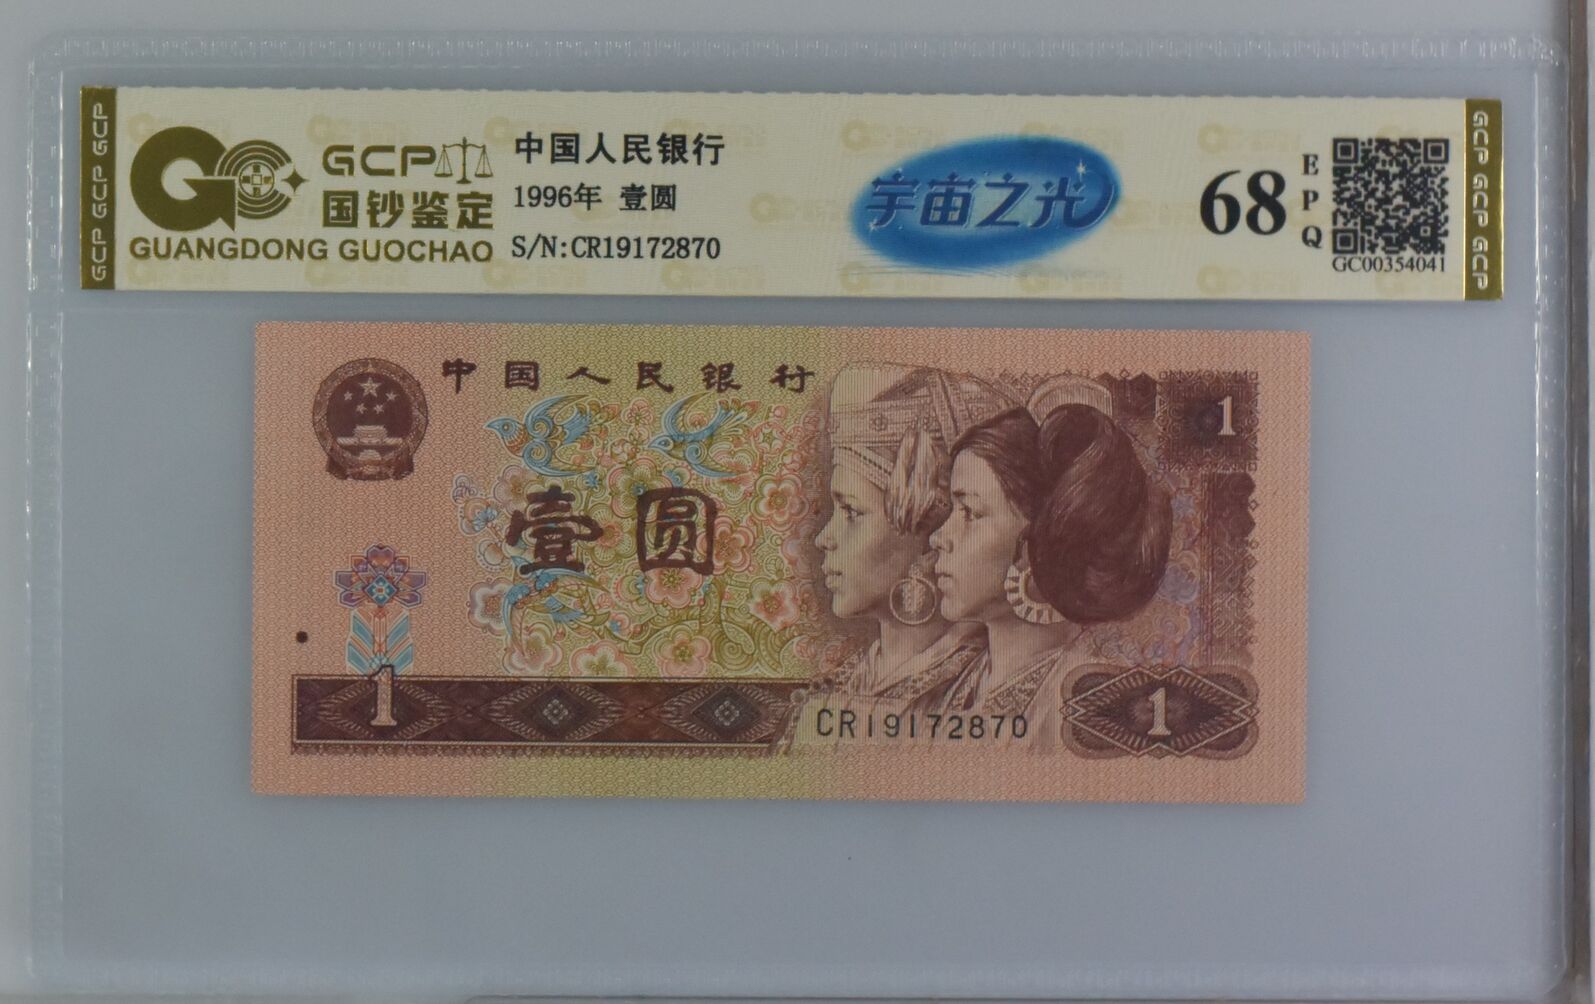 GCP GCP GCP
GCP
国钞鉴定
GUANGDONG GUOCHAO
中国人民银行
1996年 壹圆
S/N:CR19172870
宇宙之光
68
EPQ
GC00354041
GCP GCP GCP
中国人民银行
1
壹圆
1
CR19172870
1